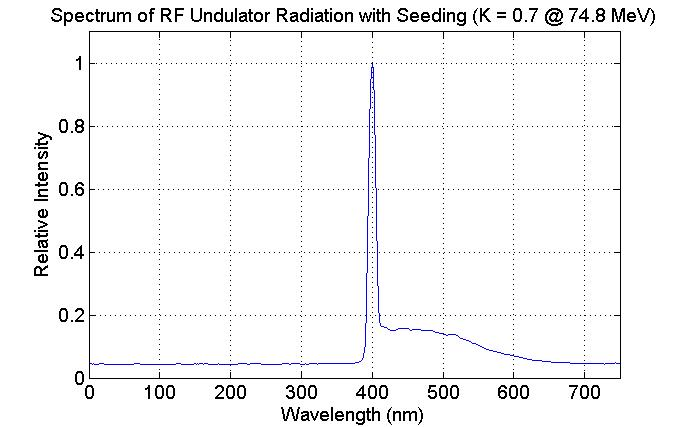 Spectrum of RF Undulator Radiation with Seeding (K = 0.7 @ 74.8 MeV)
1
0.8
0.6
0.4
0.2
0
Relative Intensity
0 100 200 300 400 500 600 700
Wavelength (nm)